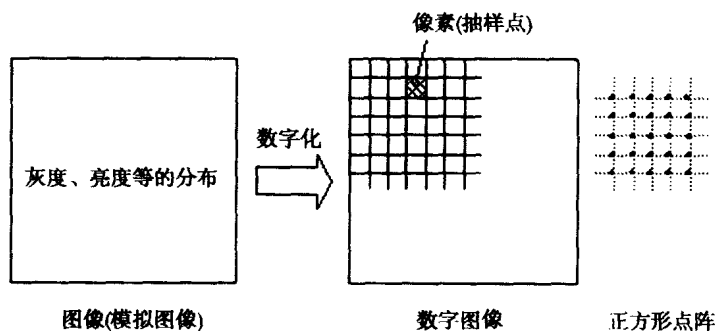 像素(抽样点)
数字化
灰度、亮度等的分布
图像(模拟图像)
数字图像
正方形点阵